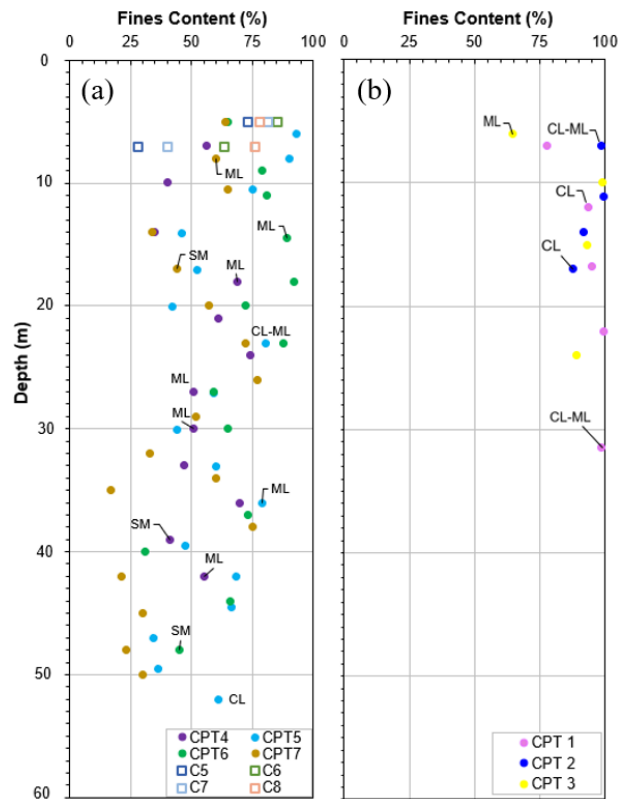 Fines Content (%)
0 25 50 75 100
Fines Content (%)
0 25 50 75 100
Depth (m)
0
10
20
30
40
50
60
(a)
ML
ML
SM
ML
CL-ML
ML
ML
ML
SM
ML
SM
CL
CPT4 CPT5
CPT6 CPT7
C5 C6
C7 C8
(b)
ML
CL-ML
CL
CL
CL-ML
CPT 1
CPT 2
CPT 3